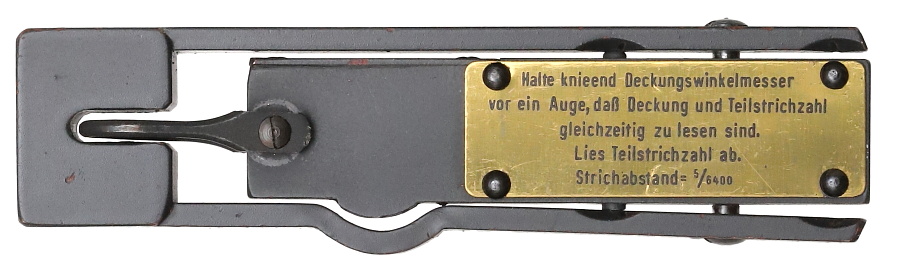 Halte knieend Deckungswinkelmesser
vor ein Auge, daß Deckung und Teilstrichzahl
gleichzeitig zu lesen sind.
Lies Teilstrichzahl ab.
Strichabstand= 5/6400